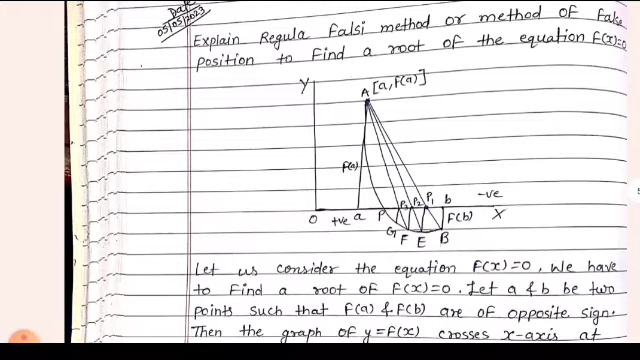 Date
05/05/2023
Explain Regula Falsi method or method of false
position to find a root of the equation F(x)=0
Y
A [a, F(a)]
F(a)
P P3 P2 P1 b -ve
O +ve a F(b) X
G F E B
Let us consider the equation F(x)=0. We have
to find a root of F(x)=0. Let a & b be two
points such that F(a) & F(b) are of opposite sign.
Then the graph of y=F(x) crosses x-axis at